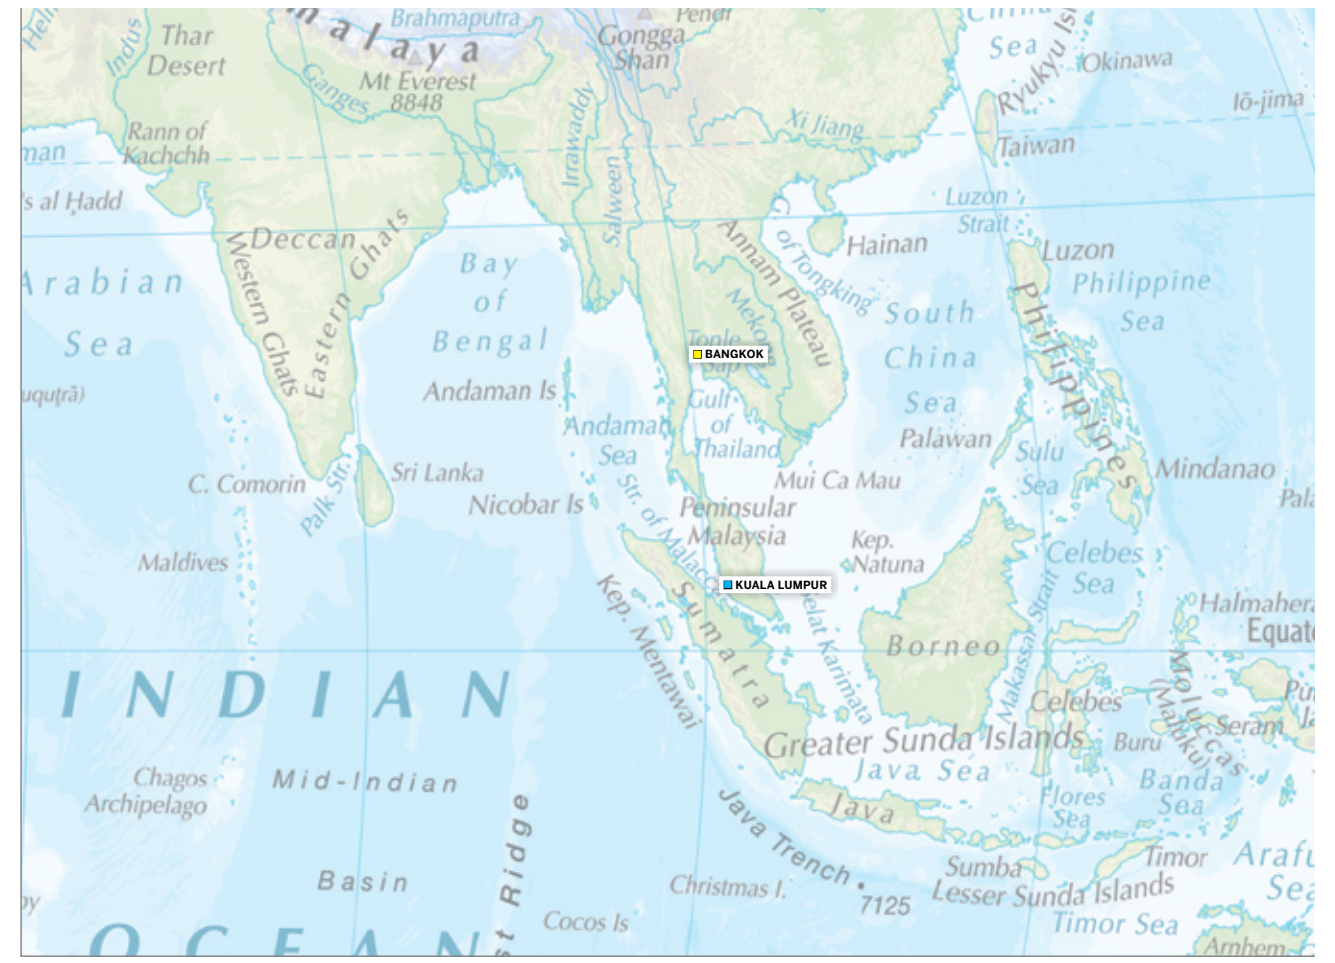 Brahmaputra
malaya
Indus
Thar
Desert
Ganges
Mt Everest
8848
Gongga
Shan
Sea
Ryukyu
Okinawa
Iō-jima
Rann of
Kachchh
Irrawaddy
Salween
Xi Jiang
Taiwan
Luzon
Strait
Deccan
Western Ghats
Eastern Ghats
Arabian
Sea
Bay
of
Bengal
Annam Plateau
G. of Tongking
Hainan
Luzon
Philippine
Sea
South
China
Sea
Philippines
Mekong
Tonle
Sap
BANGKOK
Andaman Is
Andaman
Sea
Gulf
of
Thailand
Palawan
Sulu
Sea
Mindanao
C. Comorin
Palk Str.
Sri Lanka
Nicobar Is
Str. of Malacca
Mui Ca Mau
Peninsular
Malaysia
Kep.
Natuna
Maldives
Celebes
Sea
KUALA LUMPUR
Kep. Mentawai
Sumatra
Selat Karimata
Borneo
Makassar Strait
Halmahera
Moluccas
(Maluku)
INDIAN
Celebes
Buru
Seram
Greater Sunda Islands
Java Sea
Chagos
Archipelago
Mid-Indian
Java
Flores
Sea
Banda
Sea
Java Trench
7125
Basin
Ridge
Christmas I.
Cocos Is
Sumba
Lesser Sunda Islands
Timor
Timor Sea
Sea
OCEAN
Arnhem